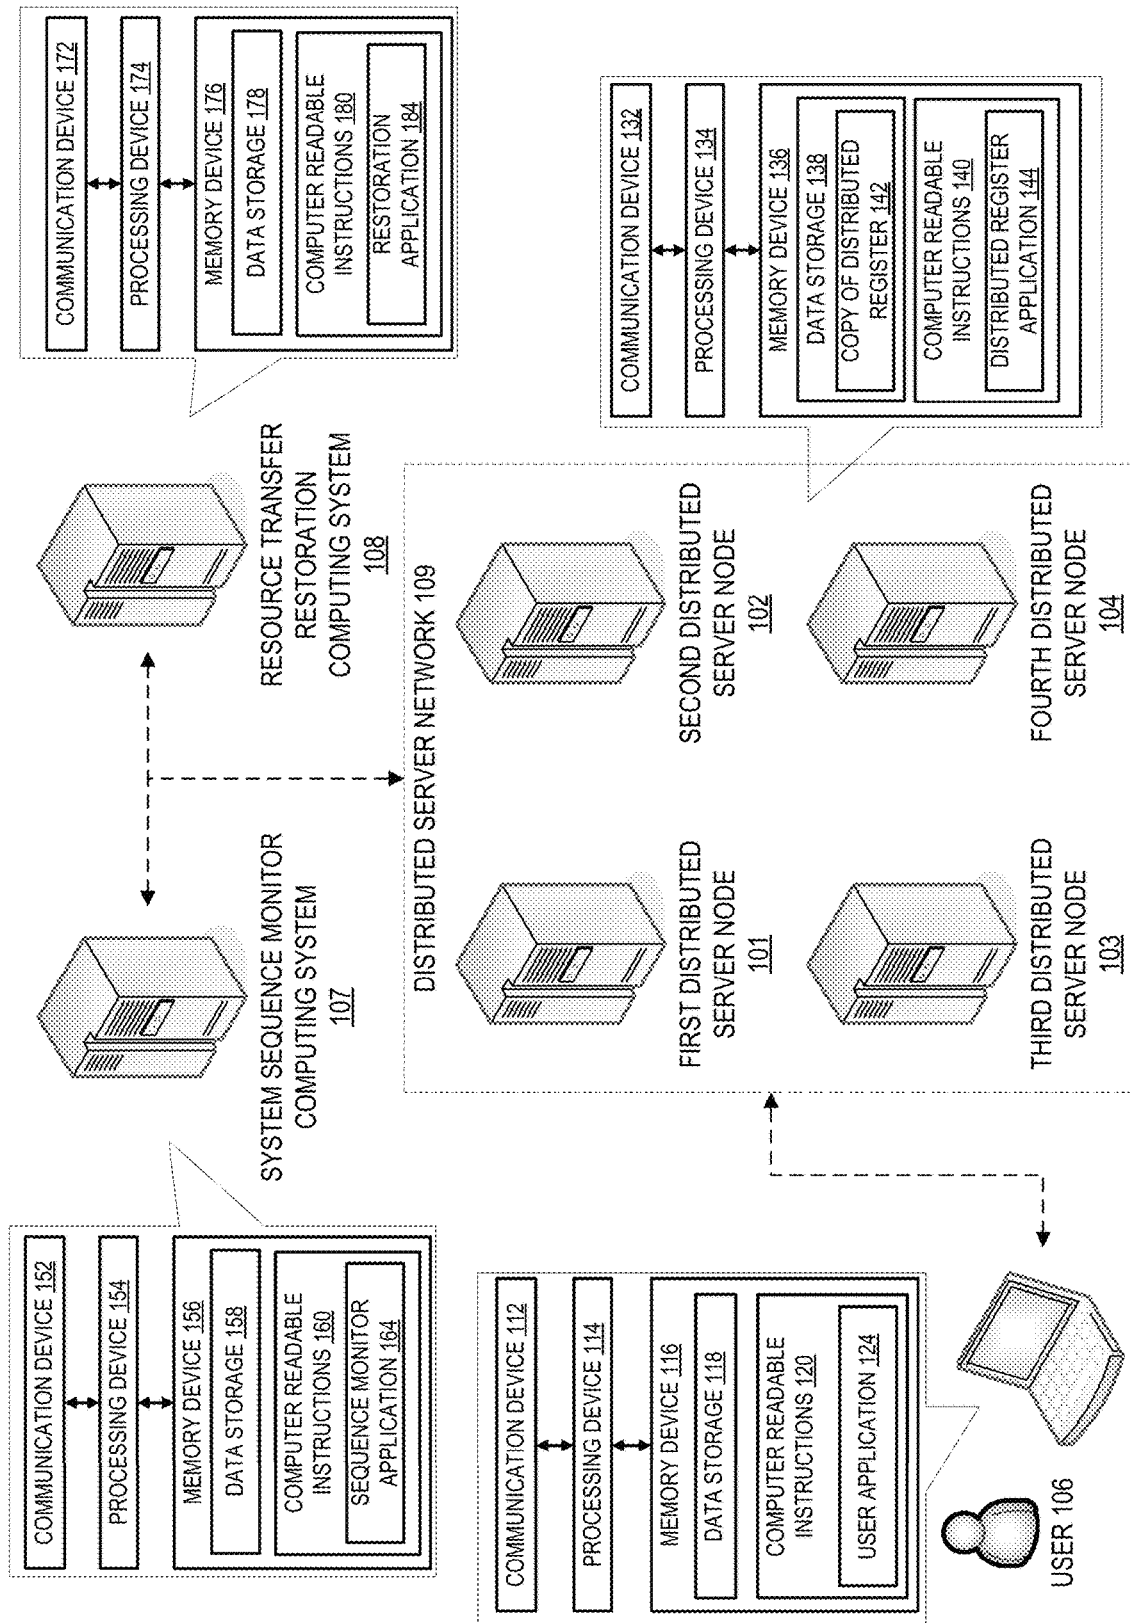 COMMUNICATION DEVICE 152
PROCESSING DEVICE 154
MEMORY DEVICE 156
DATA STORAGE 158
COMPUTER READABLE
INSTRUCTIONS 160
SEQUENCE MONITOR
APPLICATION 164
SYSTEM SEQUENCE MONITOR
COMPUTING SYSTEM
107
RESOURCE TRANSFER
RESTORATION
COMPUTING SYSTEM
108
COMMUNICATION DEVICE 172
PROCESSING DEVICE 174
MEMORY DEVICE 176
DATA STORAGE 178
COMPUTER READABLE
INSTRUCTIONS 180
RESTORATION
APPLICATION 184
DISTRIBUTED SERVER NETWORK 109
FIRST DISTRIBUTED
SERVER NODE
101
SECOND DISTRIBUTED
SERVER NODE
102
THIRD DISTRIBUTED
SERVER NODE
103
FOURTH DISTRIBUTED
SERVER NODE
104
COMMUNICATION DEVICE 132
PROCESSING DEVICE 134
MEMORY DEVICE 136
DATA STORAGE 138
COPY OF DISTRIBUTED
REGISTER 142
COMPUTER READABLE
INSTRUCTIONS 140
DISTRIBUTED REGISTER
APPLICATION 144
COMMUNICATION DEVICE 112
PROCESSING DEVICE 114
MEMORY DEVICE 116
DATA STORAGE 118
COMPUTER READABLE
INSTRUCTIONS 120
USER APPLICATION 124
USER 106